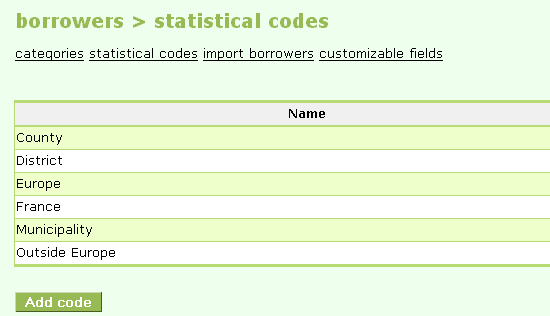 borrowers > statistical codes
categories statistical codes import borrowers customizable fields
Name
County
District
Europe
France
Municipality
Outside Europe
Add code